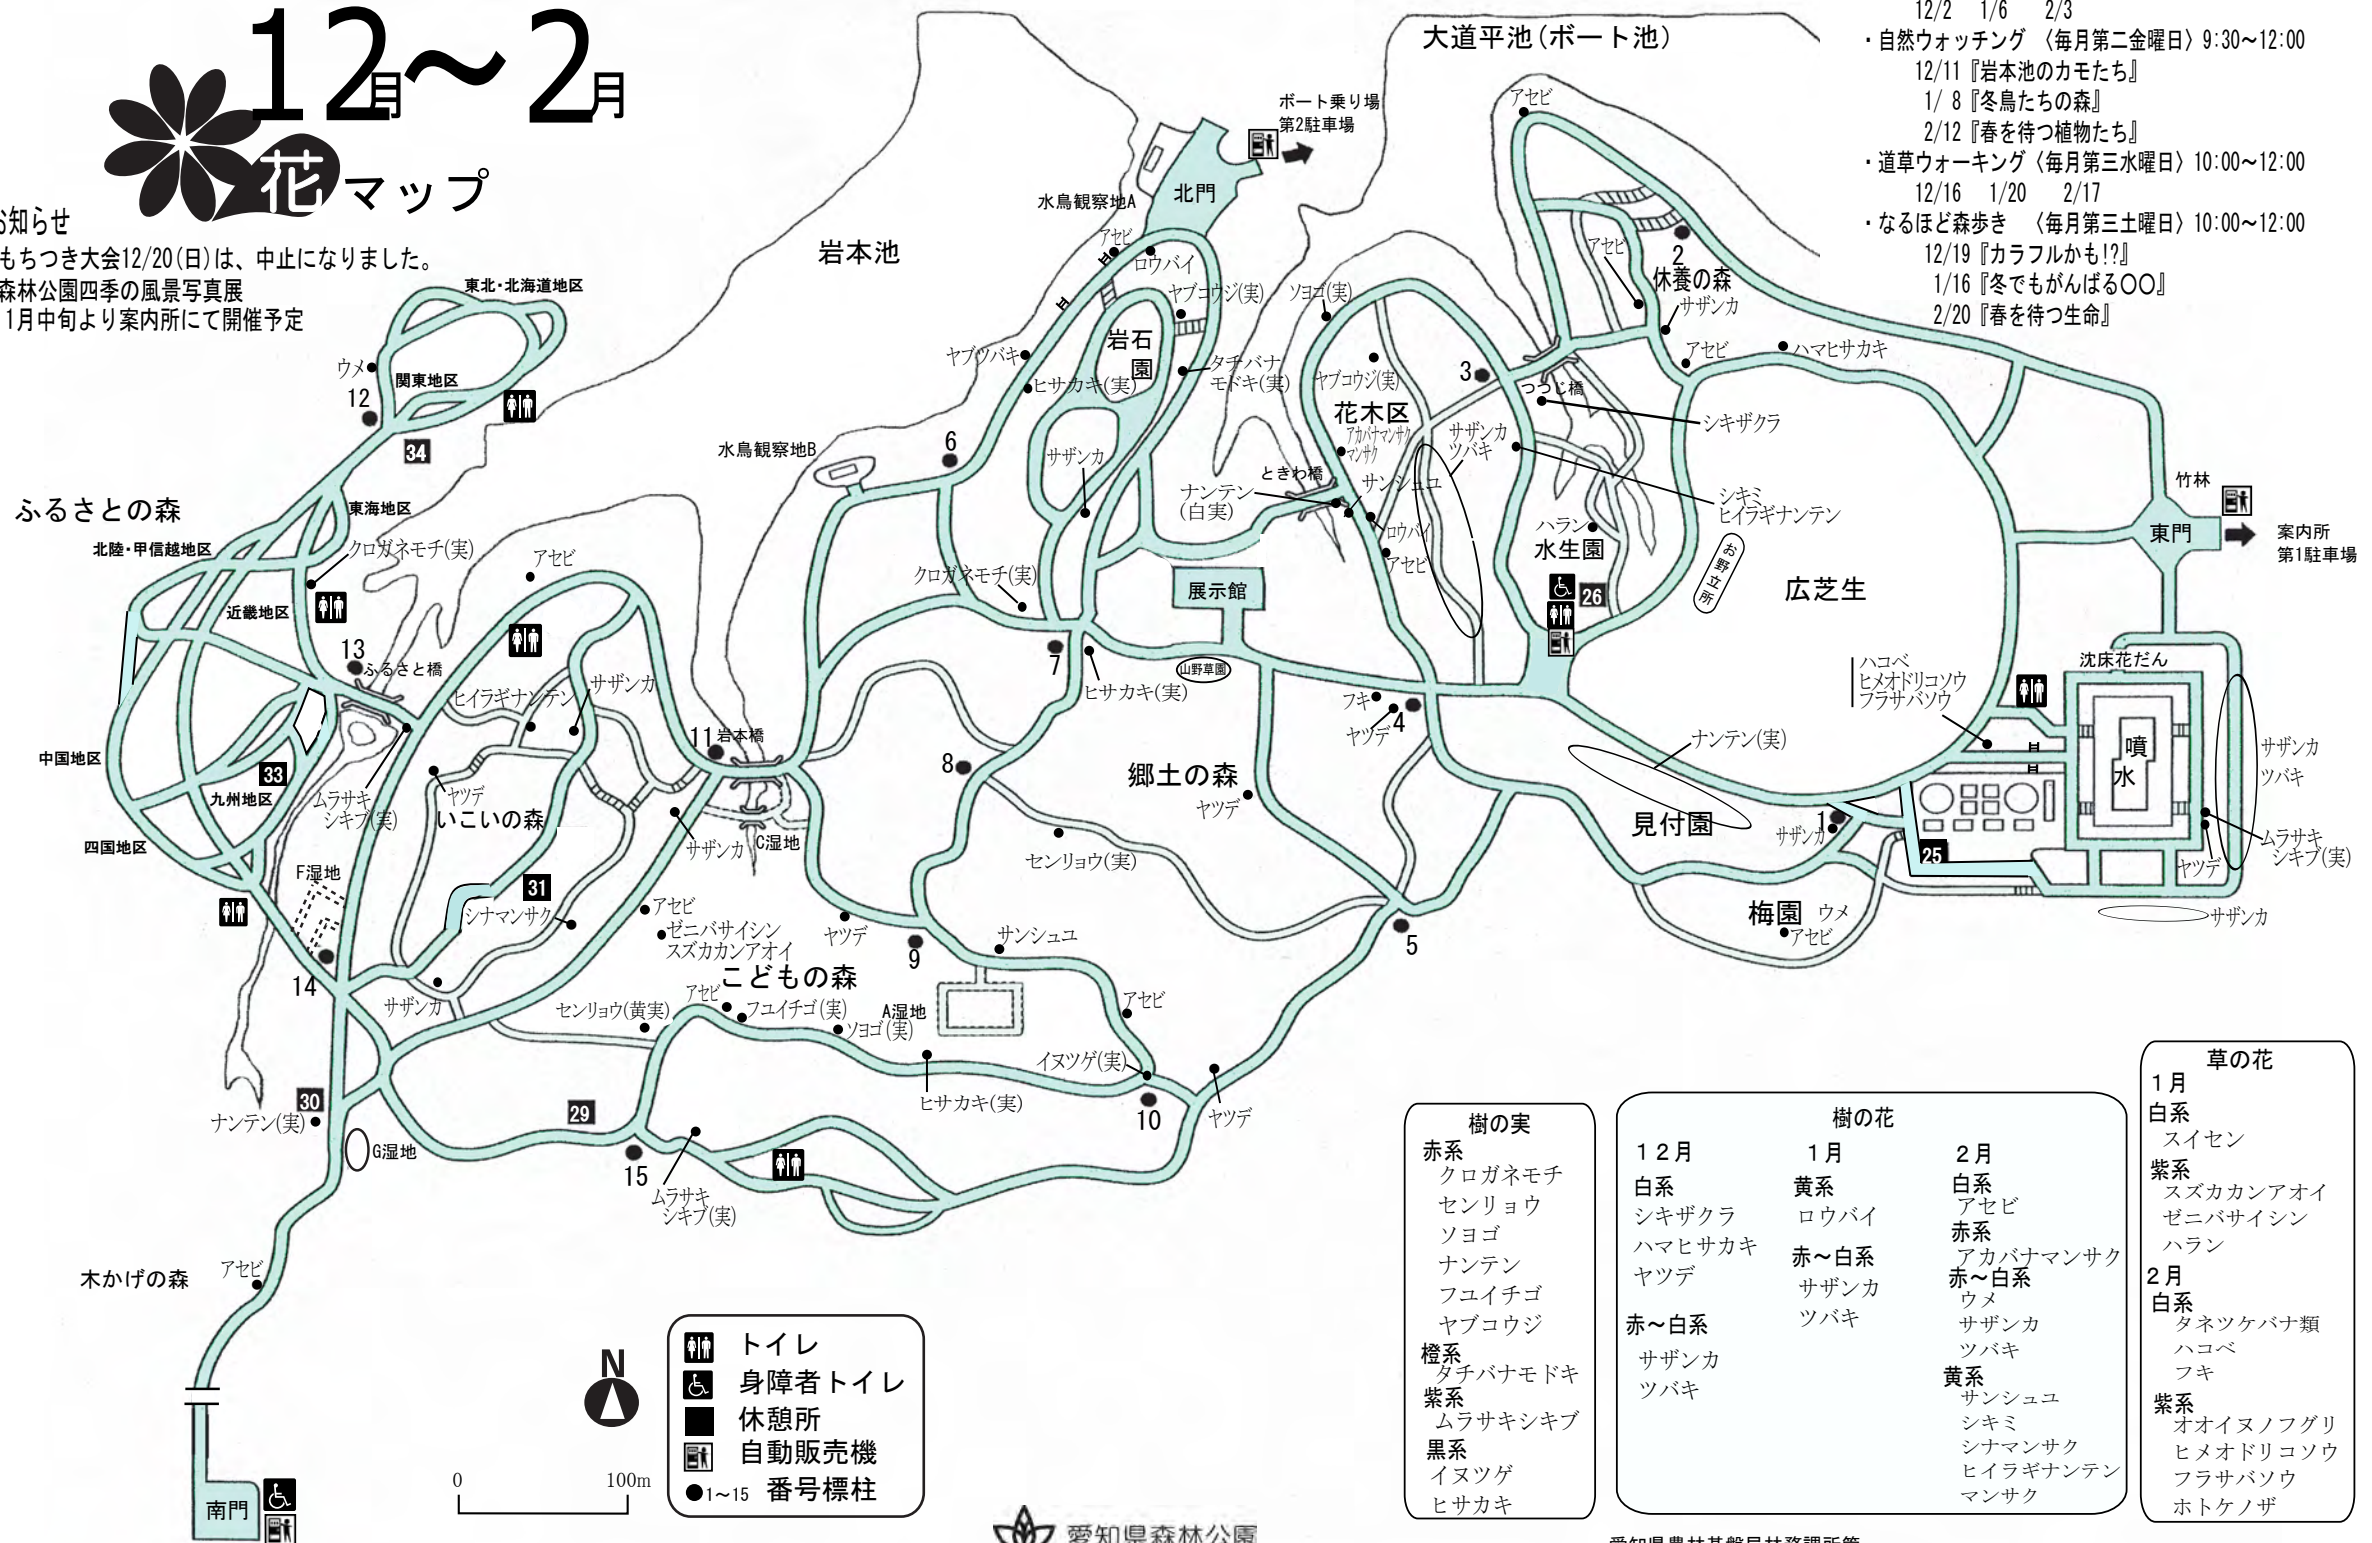 12月～2月
花マップ
お知らせ
もちつき大会12/20(日)は、中止になりました。
森林公園四季の風景写真展
1月中旬より案内所にて開催予定
12/2 1/6 2/3
・自然ウォッチング 〈毎月第二金曜日〉9:30～12:00
12/11『岩本池のカモたち』
1/ 8『冬鳥たちの森』
2/12『春を待つ植物たち』
・道草ウォーキング〈毎月第三水曜日〉10:00～12:00
12/16 1/20 2/17
・なるほど森歩き 〈毎月第三土曜日〉10:00～12:00
12/19『カラフルかも!?』
1/16『冬でもがんばる〇〇』
2/20『春を待つ生命』
大道平池(ボート池)
ボート乗り場
第2駐車場
北門
水鳥観察地A
岩本池
アセビ
ロウバイ
ヤブコウジ(実)
岩石園
タチバナ
モドキ(実)
ヤブツバキ
ヒサカキ(実)
サザンカ
6
水鳥観察地B
クロガネモチ(実)
7
ヒサカキ(実)
展示館
山野草園
ソヨゴ(実)
ヤブコウジ(実)
花木区
アカバナマンサク
マンサク
サザンカ
ツバキ
ときわ橋
ナンテン
(白実)
サンシュユ
ロウバイ
アセビ
3
つつじ橋
シキザクラ
シキミ
ヒイラギナンテン
ハラン
水生園
26
お野立所
広芝生
アセビ
アセビ
2
休養の森
サザンカ
アセビ
ハマヒサカキ
竹林
東門
案内所
第1駐車場
沈床花だん
噴水
ハコベ
ヒメオドリコソウ
フラサバソウ
サザンカ
ツバキ
ムラサキ
シキブ(実)
ヤツデ
サザンカ
25
1
サザンカ
ナンテン(実)
見付園
梅園
ウメ
アセビ
フキ
ヤツデ
4
5
郷土の森
ヤツデ
8
センリョウ(実)
東北・北海道地区
ウメ
関東地区
12
34
ふるさとの森
東海地区
北陸・甲信越地区
クロガネモチ(実)
アセビ
近畿地区
13
ふるさと橋
ヒイラギナンテン
サザンカ
11
岩本橋
中国地区
33
九州地区
ムラサキ
シキブ(実)
ヤツデ
いこいの森
サザンカ
C湿地
四国地区
F湿地
31
シナマンサク
アセビ
ゼニバサイシン
スズカカンアオイ
ヤツデ
9
サンシュユ
14
サザンカ
こどもの森
センリョウ(黄実)
アセビ
フユイチゴ(実)
ソヨゴ(実)
A湿地
アセビ
イヌツゲ(実)
ヒサカキ(実)
10
ヤツデ
30
ナンテン(実)
G湿地
29
15
ムラサキ
シキブ(実)
木かげの森
アセビ
南門
N
0 100m
トイレ
身障者トイレ
休憩所
自動販売機
●1～15 番号標柱
樹の実
赤系
クロガネモチ
センリョウ
ソヨゴ
ナンテン
フユイチゴ
ヤブコウジ
橙系
タチバナモドキ
紫系
ムラサキシキブ
黒系
イヌツゲ
ヒサカキ
樹の花
12月
白系
シキザクラ
ハマヒサカキ
ヤツデ
赤～白系
サザンカ
ツバキ
1月
黄系
ロウバイ
赤～白系
サザンカ
ツバキ
2月
白系
アセビ
赤系
アカバナマンサク
赤～白系
ウメ
サザンカ
ツバキ
黄系
サンシュユ
シキミ
シナマンサク
ヒイラギナンテン
マンサク
草の花
1月
白系
スイセン
紫系
スズカカンアオイ
ゼニバサイシン
ハラン
2月
白系
タネツケバナ類
ハコベ
フキ
紫系
オオイヌノフグリ
ヒメオドリコソウ
フラサバソウ
ホトケノザ
愛知県森林公園
愛知県農林基盤局林務課所管